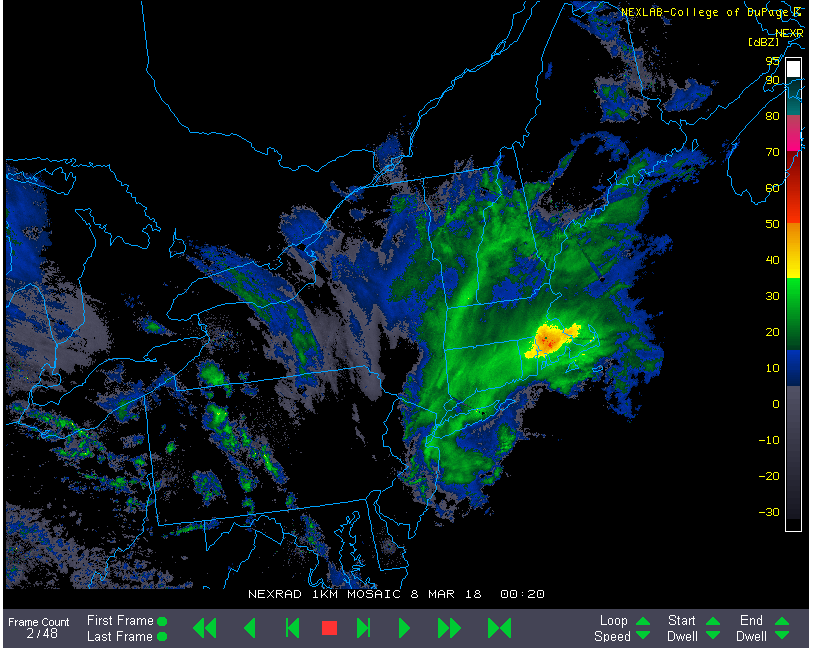 NEXLAB-College of DuPage
NEXR
[dBZ]
95
90
80
70
60
50
40
30
20
10
0
-10
-20
-30
NEXRAD 1KM MOSAIC 8 MAR 18 00:20
Frame Count
2/48
First Frame
Last Frame
Loop
Speed
Start
Dwell
End
Dwell